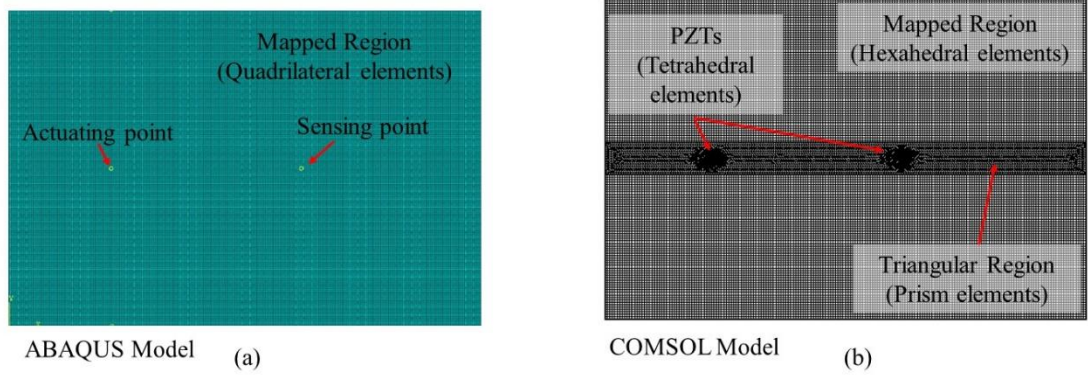 Mapped Region
(Quadrilateral elements)
Actuating point
Sensing point
ABAQUS Model
(a)
PZTs
(Tetrahedral
elements)
Mapped Region
(Hexahedral elements)
Triangular Region
(Prism elements)
COMSOL Model
(b)